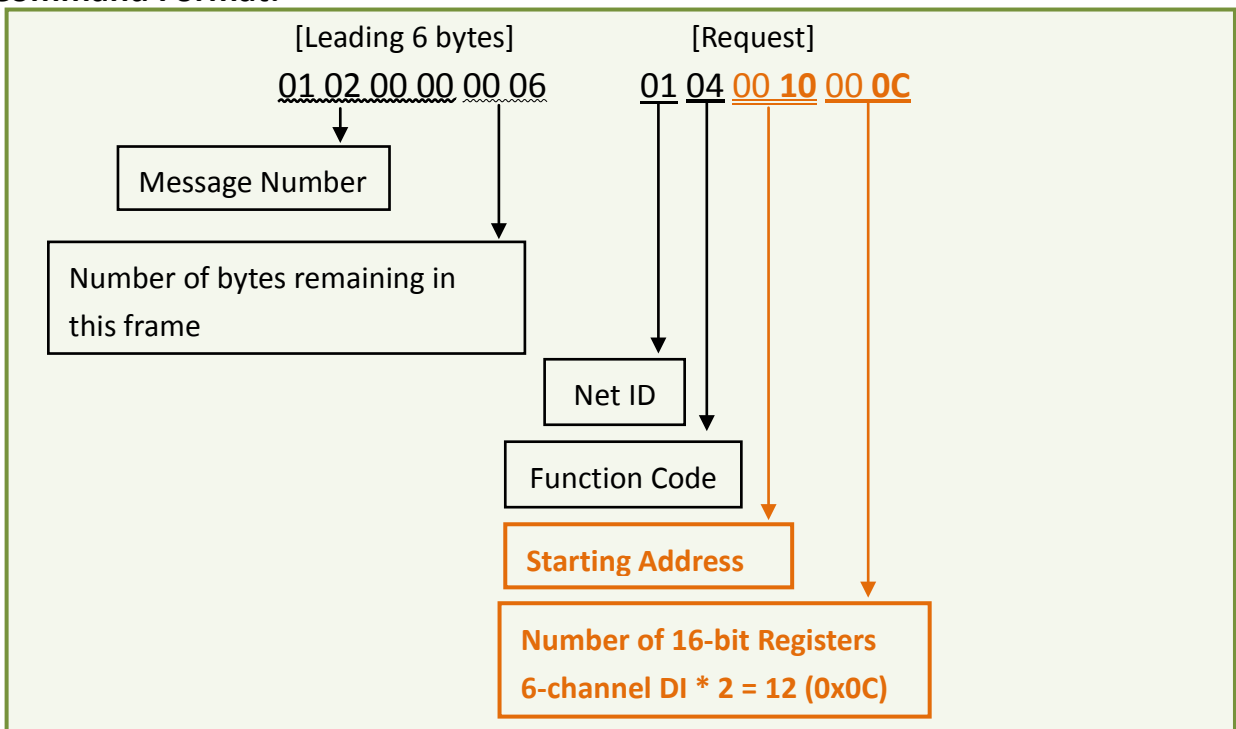 Command Format:
[Leading 6 bytes] [Request]
01 02 00 00 00 06 01 04 00 10 00 0C
Message Number
Number of bytes remaining in
this frame
Net ID
Function Code
Starting Address
Number of 16-bit Registers
6-channel DI * 2 = 12 (0x0C)